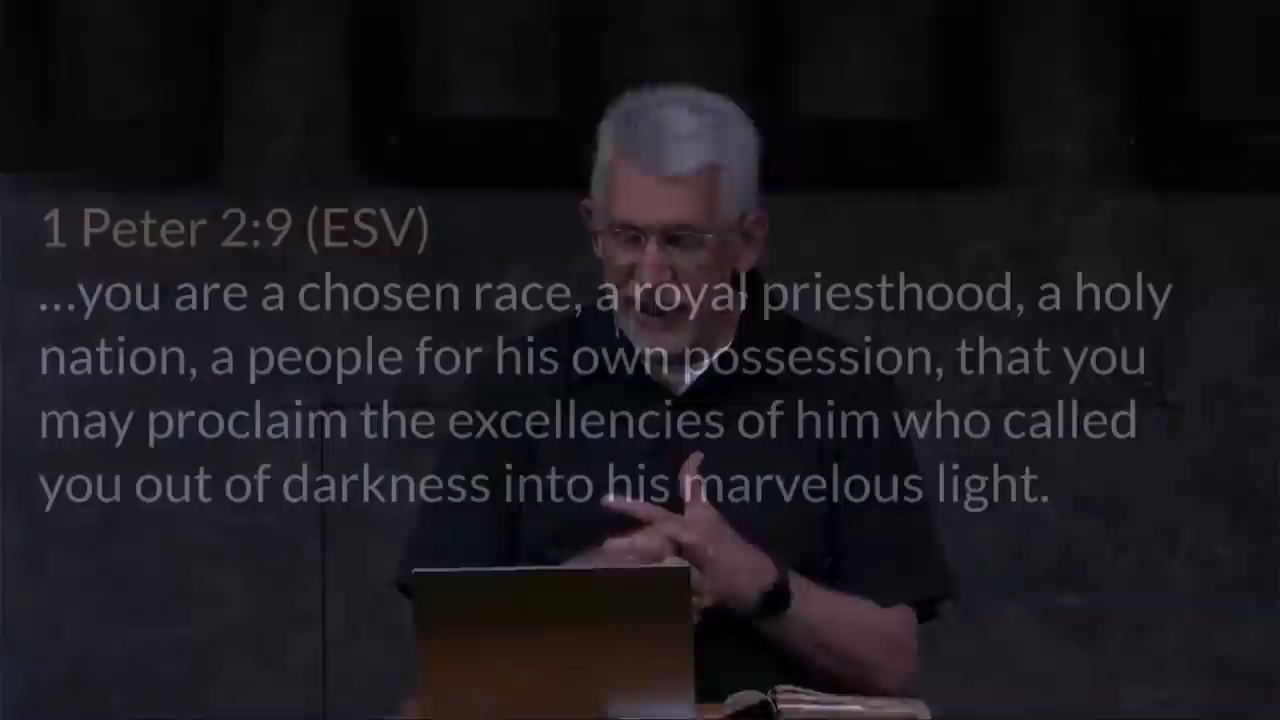 1 Peter 2:9 (ESV)
...you are a chosen race, a royal priesthood, a holy
nation, a people for his own possession, that you
may proclaim the excellencies of him who called
you out of darkness into his marvelous light.